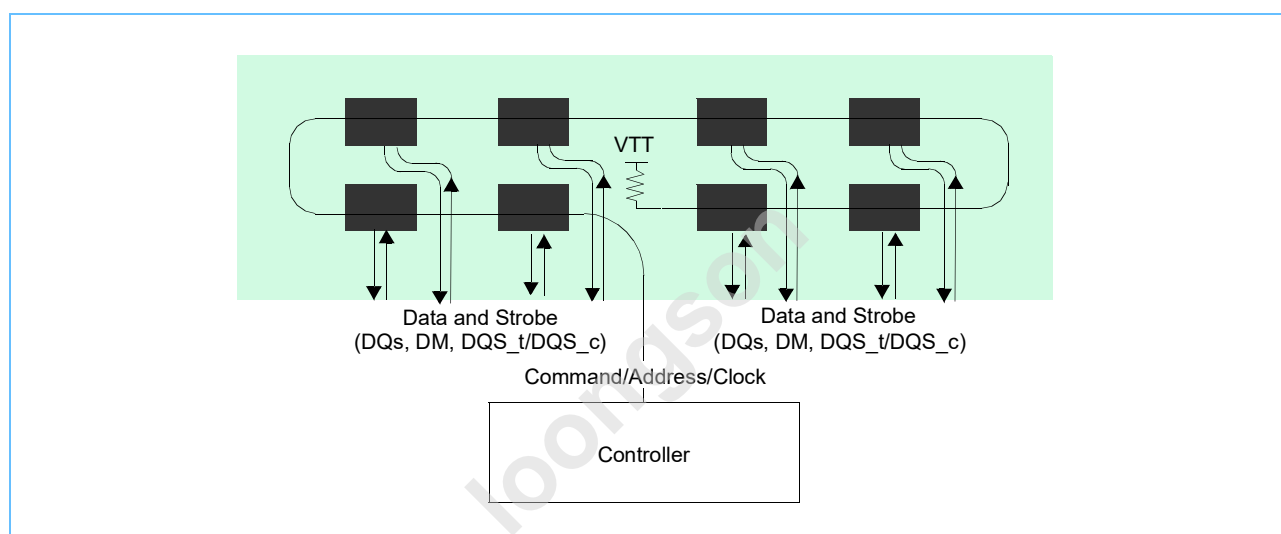 VTT
Data and Strobe
(DQs, DM, DQS_t/DQS_c)
Data and Strobe
(DQs, DM, DQS_t/DQS_c)
Command/Address/Clock
Controller
loongson